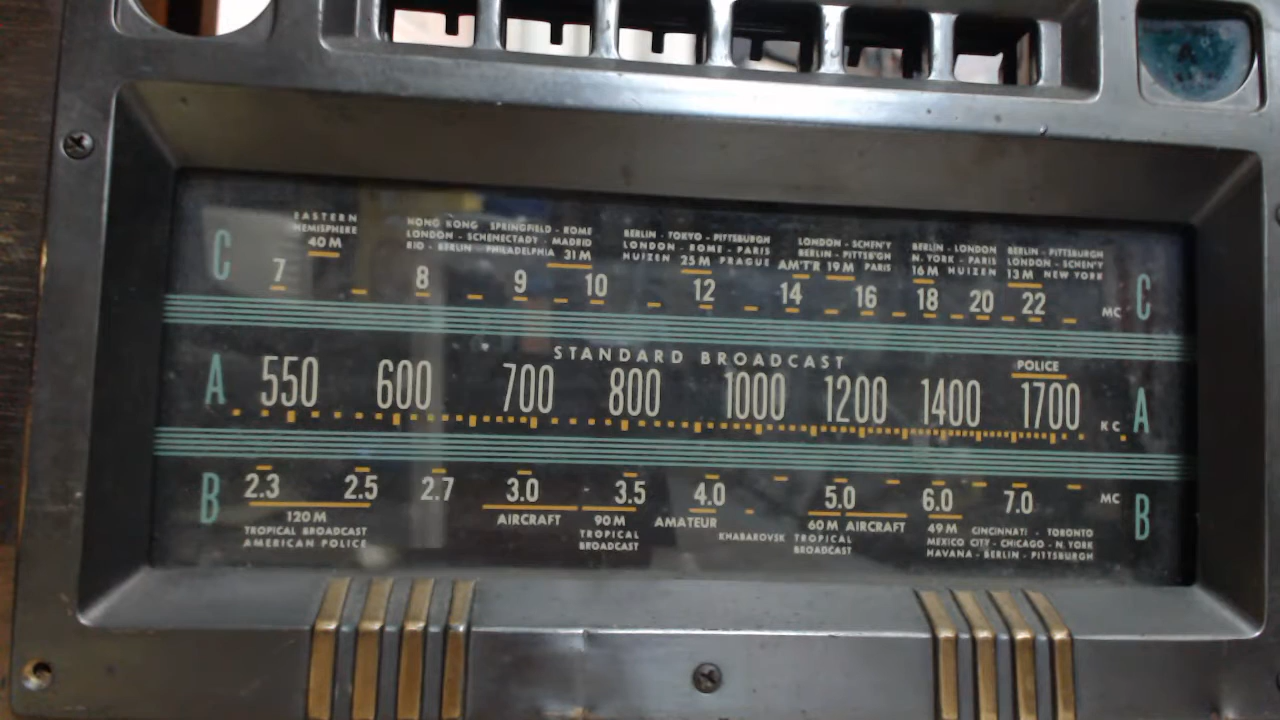 EASTERN
HEMISPHERE
40 M
HONG KONG SPRINGFIELD - ROME
LONDON - SCHENECTADY - MADRID
RIO - BERLIN - PHILADELPHIA 31 M
BERLIN - TOKYO - PITTSBURGH
LONDON - ROME - PARIS
HUIZEN 25 M PRAGUE
LONDON - SCHEN'Y
BERLIN - PITTSB'GH
AM'T'R 19 M PARIS
BERLIN - LONDON
N. YORK - PARIS
16 M HUIZEN
BERLIN - PITTSBURGH
LONDON - SCHEN'Y
13 M NEW YORK
C 7 8 9 10 12 14 16 18 20 22 MC C
STANDARD BROADCAST
POLICE
A 550 600 700 800 1000 1200 1400 1700 KC A
B 2.3 2.5 2.7 3.0 3.5 4.0 5.0 6.0 7.0 MC B
120 M
TROPICAL BROADCAST
AMERICAN POLICE
AIRCRAFT
90 M
TROPICAL
BROADCAST
AMATEUR
KHABAROVSK
60 M AIRCRAFT
TROPICAL
BROADCAST
49 M CINCINNATI - TORONTO
MEXICO CITY - CHICAGO - N. YORK
HAVANA - BERLIN - PITTSBURGH